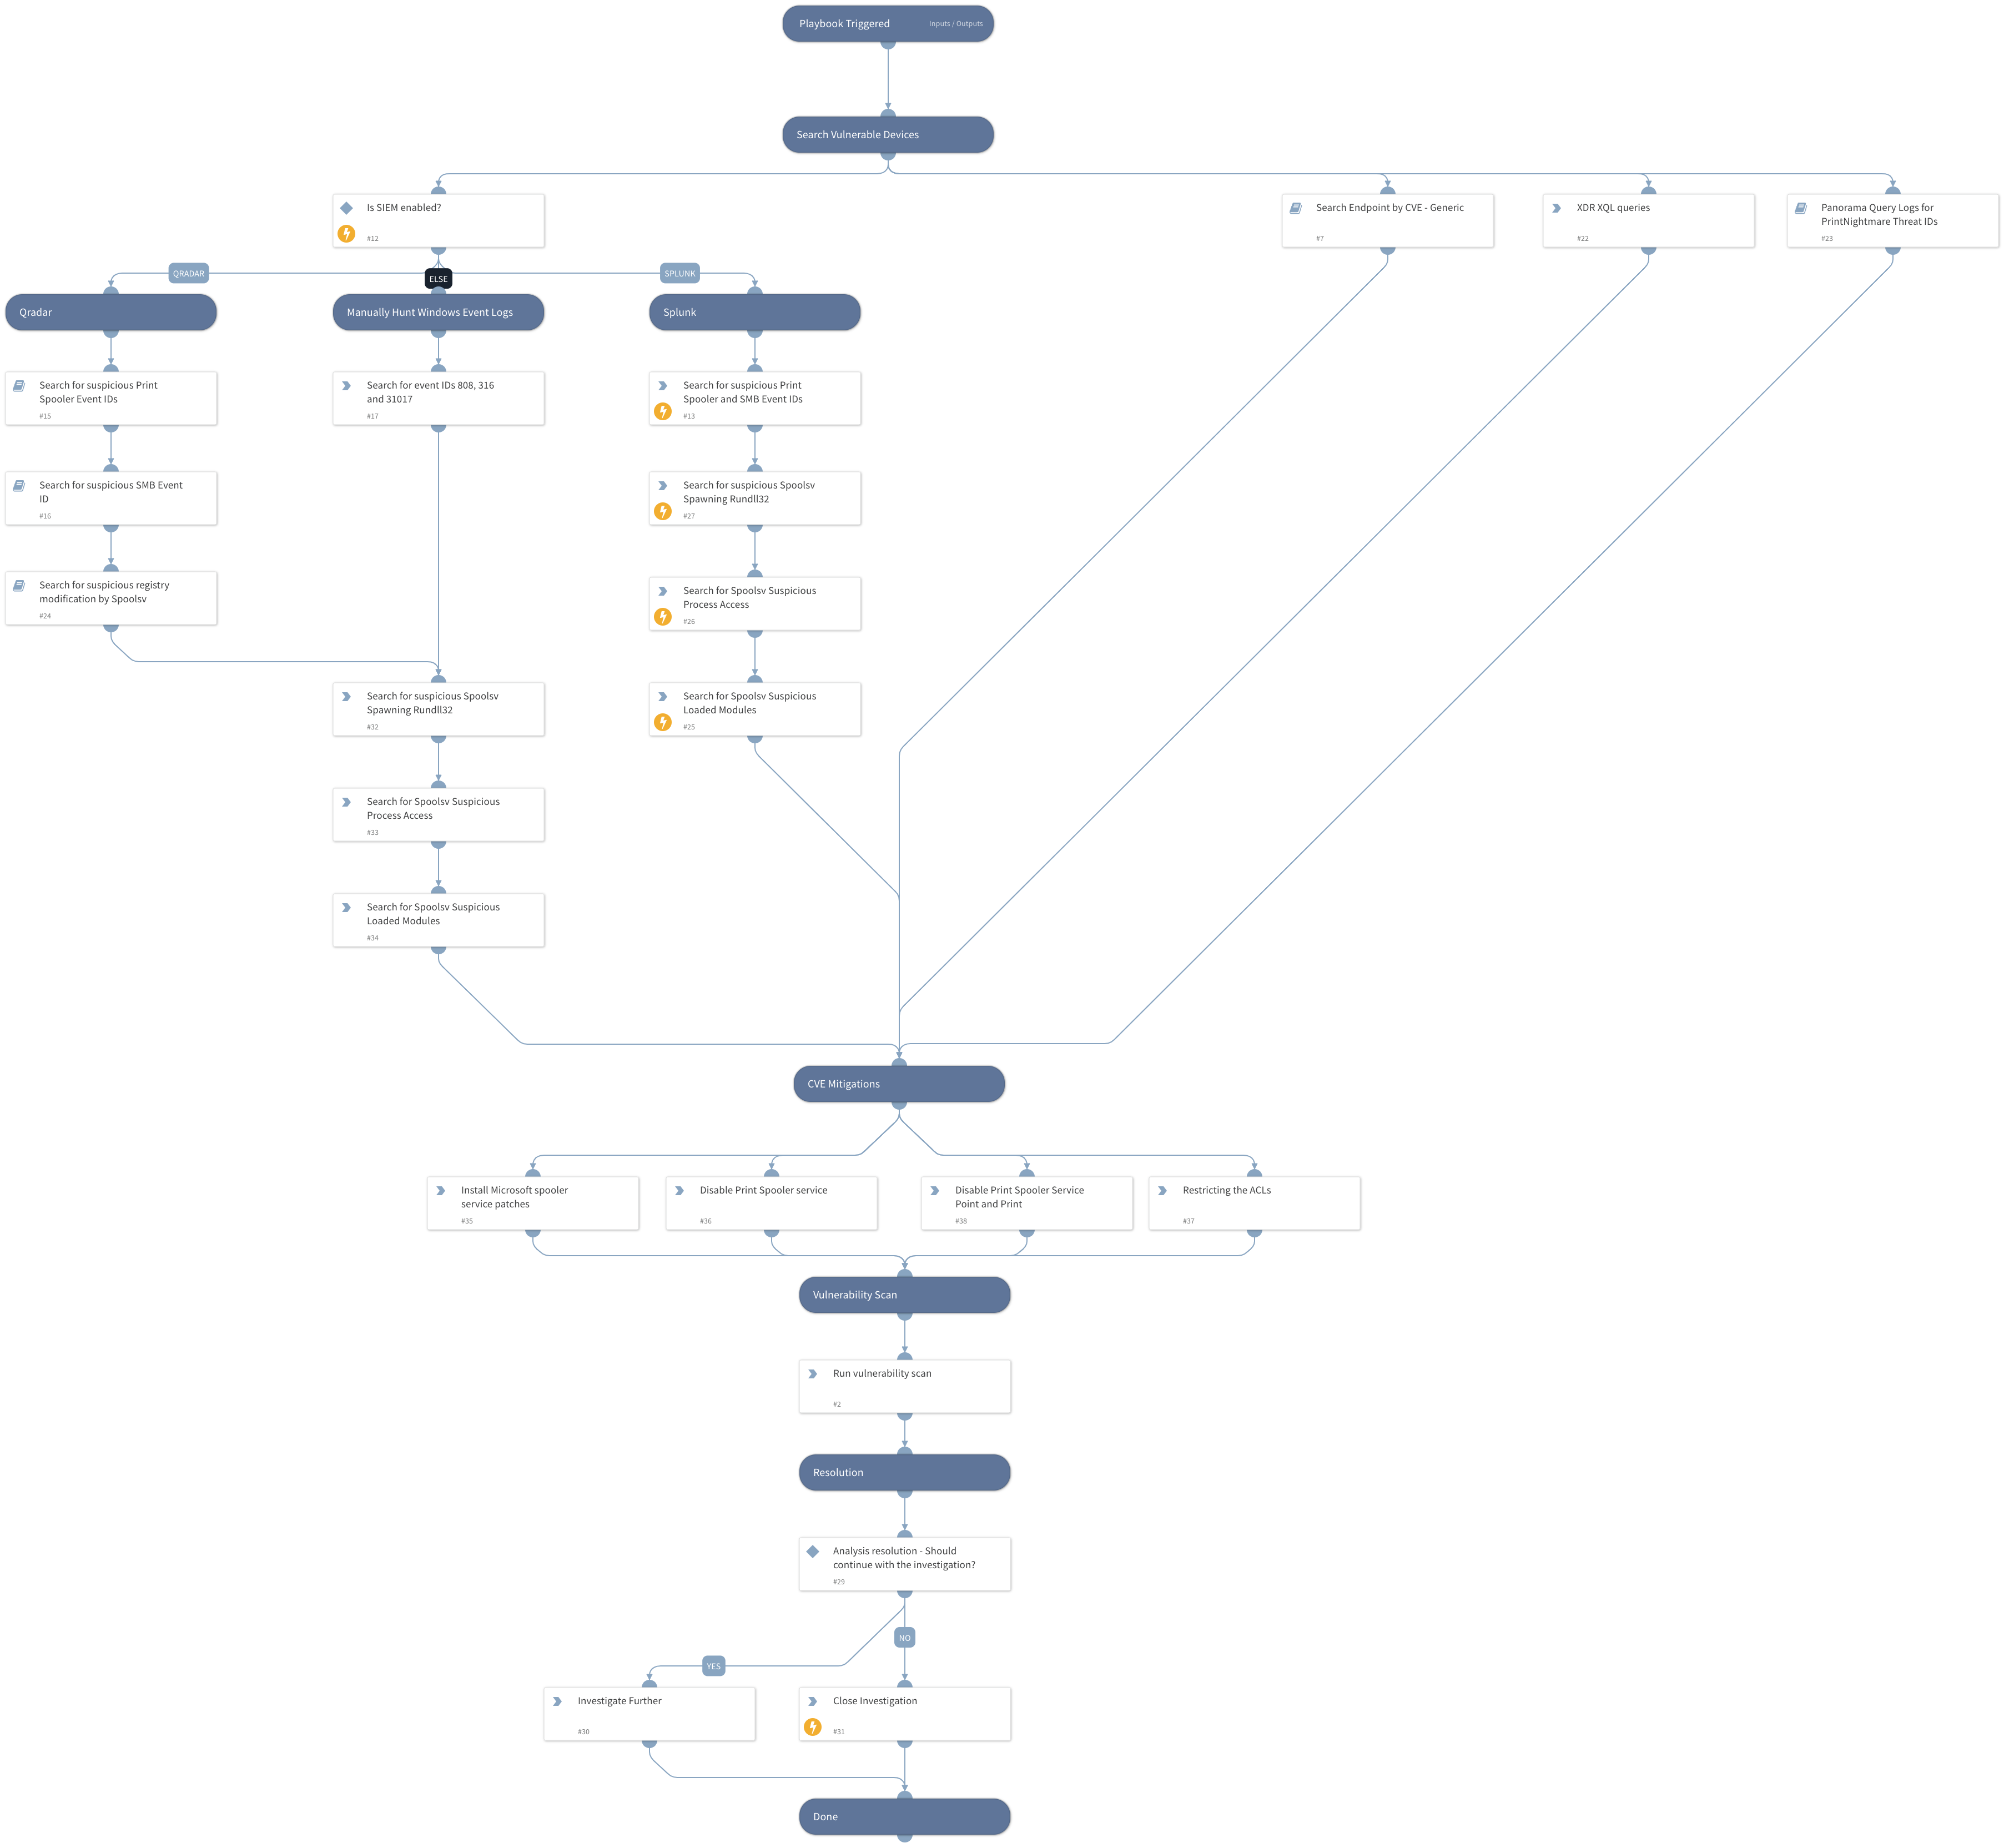 Playbook Triggered
Inputs / Outputs
Search Vulnerable Devices
Is SIEM enabled?
#12
Search Endpoint by CVE - Generic
#7
XDR XQL queries
#22
Panorama Query Logs for
PrintNightmare Threat IDs
#23
QRADAR
ELSE
SPLUNK
Qradar
Manually Hunt Windows Event Logs
Splunk
Search for suspicious Print
Spooler Event IDs
#15
Search for event IDs 808, 316
and 31017
#17
Search for suspicious Print
Spooler and SMB Event IDs
#13
Search for suspicious SMB Event
ID
#16
Search for suspicious Spoolsv
Spawning Rundll32
#27
Search for suspicious registry
modification by Spoolsv
#24
Search for Spoolsv Suspicious
Process Access
#26
Search for suspicious Spoolsv
Spawning Rundll32
#32
Search for Spoolsv Suspicious
Loaded Modules
#25
Search for Spoolsv Suspicious
Process Access
#33
Search for Spoolsv Suspicious
Loaded Modules
#34
CVE Mitigations
Install Microsoft spooler
service patches
#35
Disable Print Spooler service
#36
Disable Print Spooler Service
Point and Print
#38
Restricting the ACLs
#37
Vulnerability Scan
Run vulnerability scan
#2
Resolution
Analysis resolution - Should
continue with the investigation?
#29
NO
YES
Investigate Further
#30
Close Investigation
#31
Done